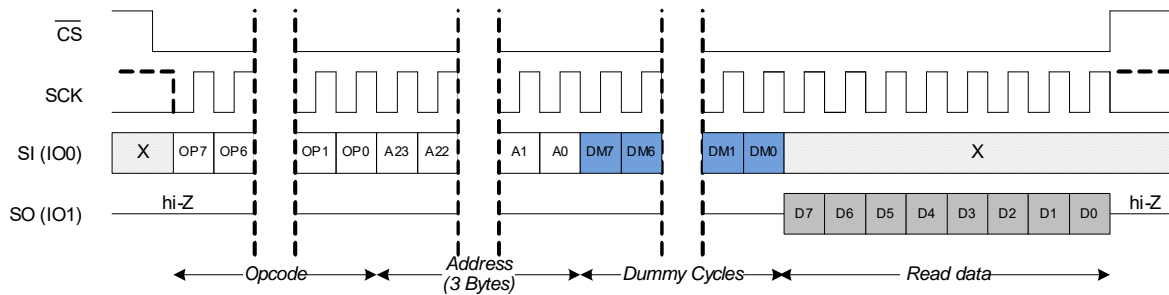 CS
SCK
SI (IO0) X OP7 OP6 OP1 OP0 A23 A22 A1 A0 DM7 DM6 DM1 DM0 X
SO (IO1) hi-Z D7 D6 D5 D4 D3 D2 D1 D0 hi-Z
Opcode Address (3 Bytes) Dummy Cycles Read data